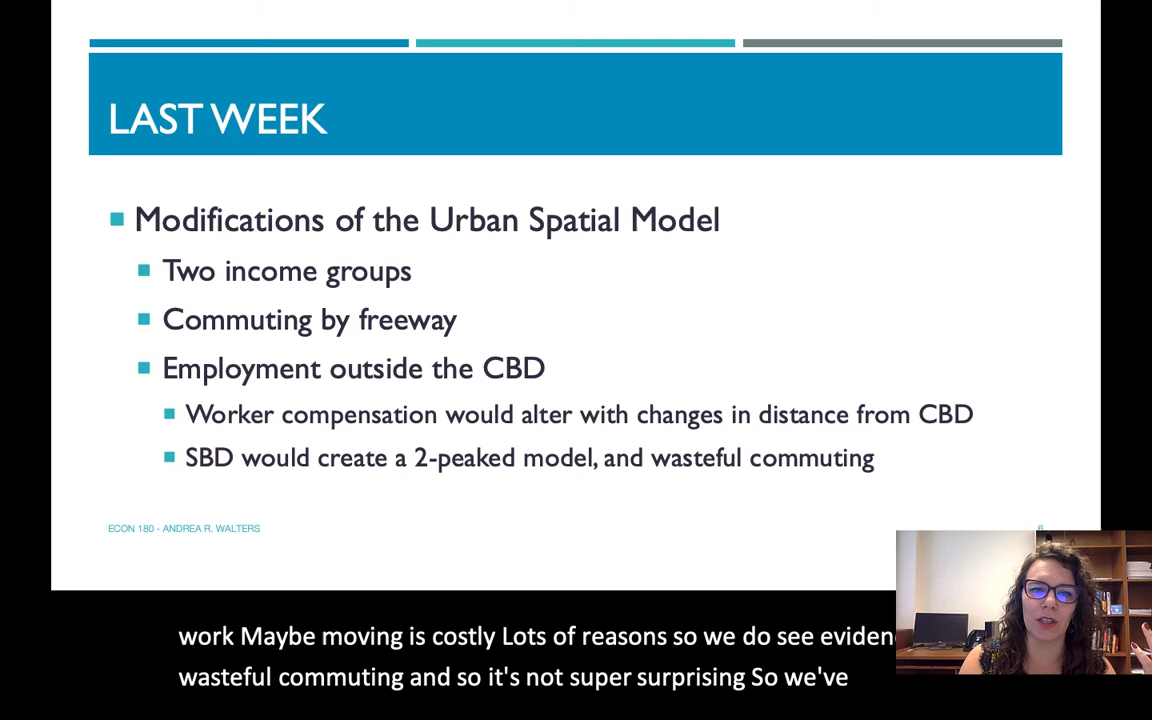 LAST WEEK
Modifications of the Urban Spatial Model
Two income groups
Commuting by freeway
Employment outside the CBD
Worker compensation would alter with changes in distance from CBD
SBD would create a 2-peaked model, and wasteful commuting
ECON 180 - ANDREA R. WALTERS
work Maybe moving is costly Lots of reasons so we do see eviden
wasteful commuting and so it's not super surprising So we've